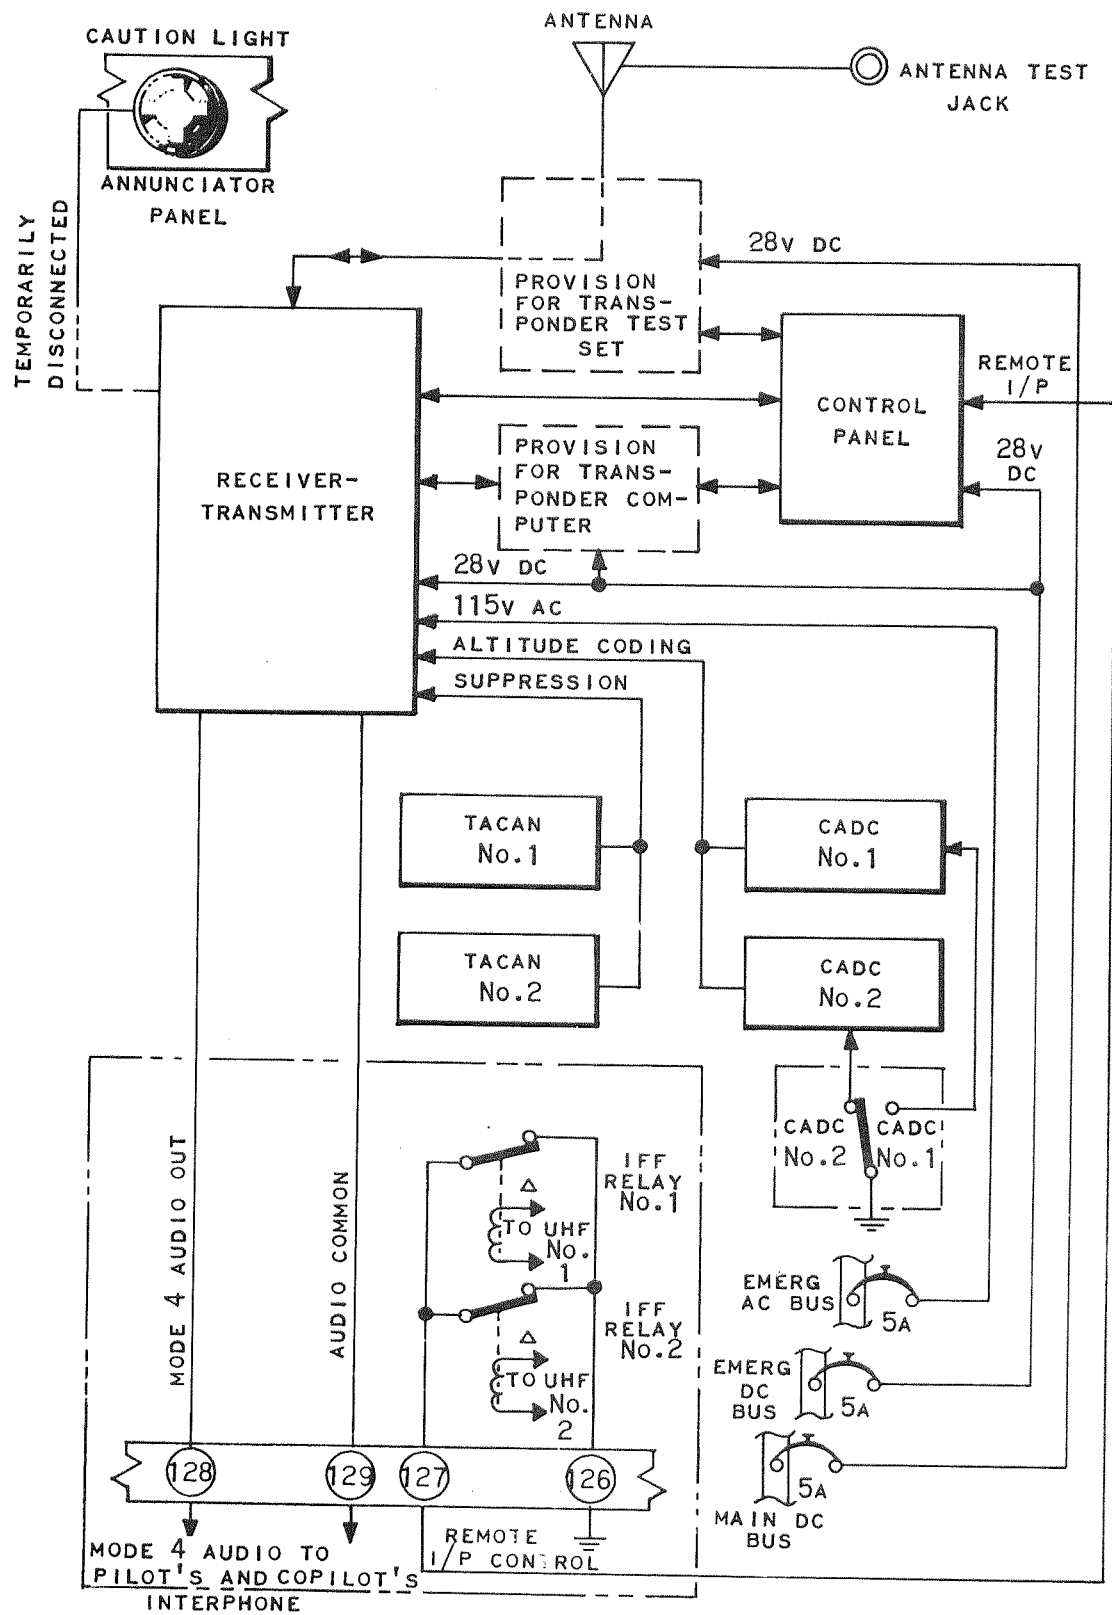 ANTENNA
CAUTION LIGHT
ANTENNA TEST
JACK
ANNUNCIATOR
PANEL
TEMPORARILY
DISCONNECTED
28V DC
PROVISION
FOR TRANS-
PONDER TEST
SET
REMOTE
I/P
CONTROL
PANEL
28V
DC
PROVISION
FOR TRANS-
PONDER COM-
PUTER
RECEIVER-
TRANSMITTER
28V DC
115V AC
ALTITUDE CODING
SUPPRESSION
TACAN
No.1
CADC
No.1
TACAN
No.2
CADC
No.2
CADC
No.2
CADC
No.1
MODE 4 AUDIO OUT
AUDIO COMMON
IFF
RELAY
No.1
Δ
TO UHF
No.
1
IFF
RELAY
No.2
Δ
TO UHF
No.
2
EMERG
AC BUS
5A
EMERG
DC
BUS
5A
5A
MAIN DC
BUS
128
129
127
126
REMOTE
I/P CONTROL
MODE 4 AUDIO TO
PILOT'S AND COPILOT'S
INTERPHONE